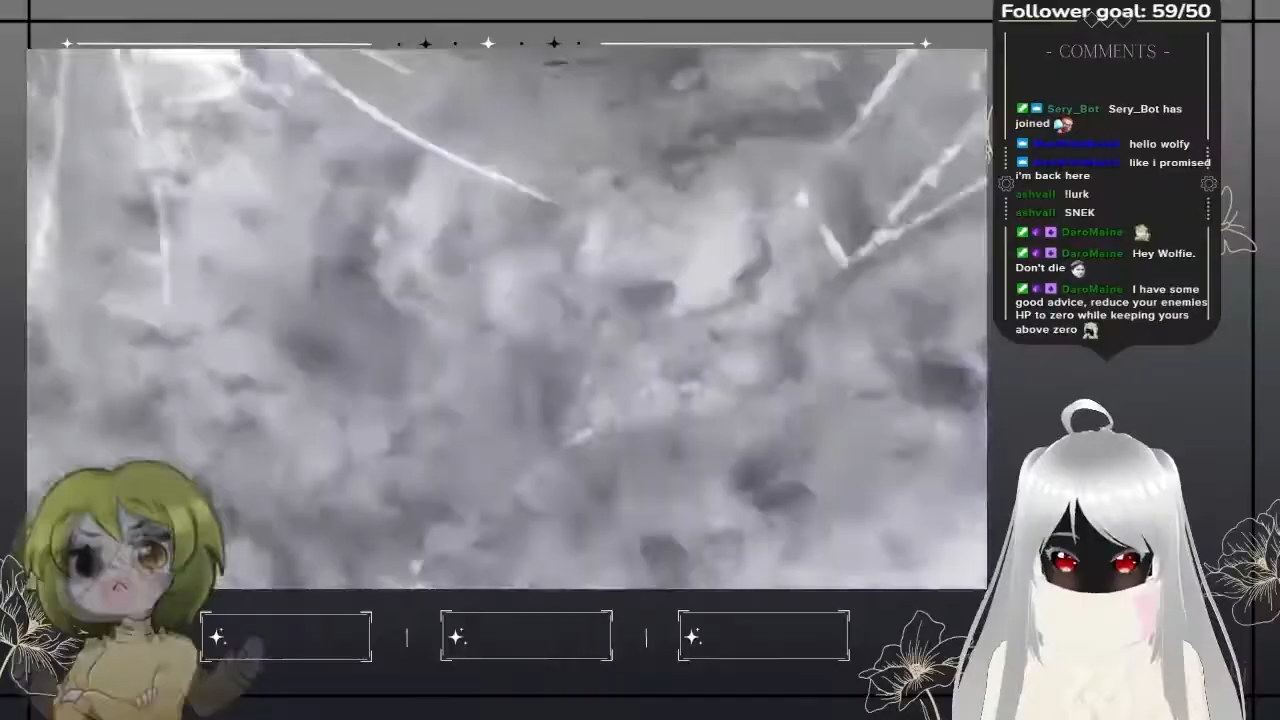 Follower goal: 59/50
- COMMENTS -
Sery_Bot Sery_Bot has
joined
hello wolfy
like i promised
i'm back here
ashvall !lurk
ashvall SNEK
DaroMaine
DaroMaine Hey Wolfie.
Don't die
DaroMaine I have some
good advice, reduce your enemies
HP to zero while keeping yours
above zero